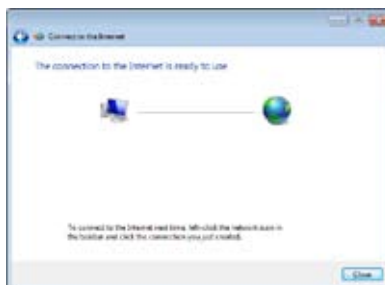 Connect to the Internet
The connection to the Internet is ready to use
To connect to the Internet next time, left-click the network icon in
the taskbar and click the connection you just created.
Close